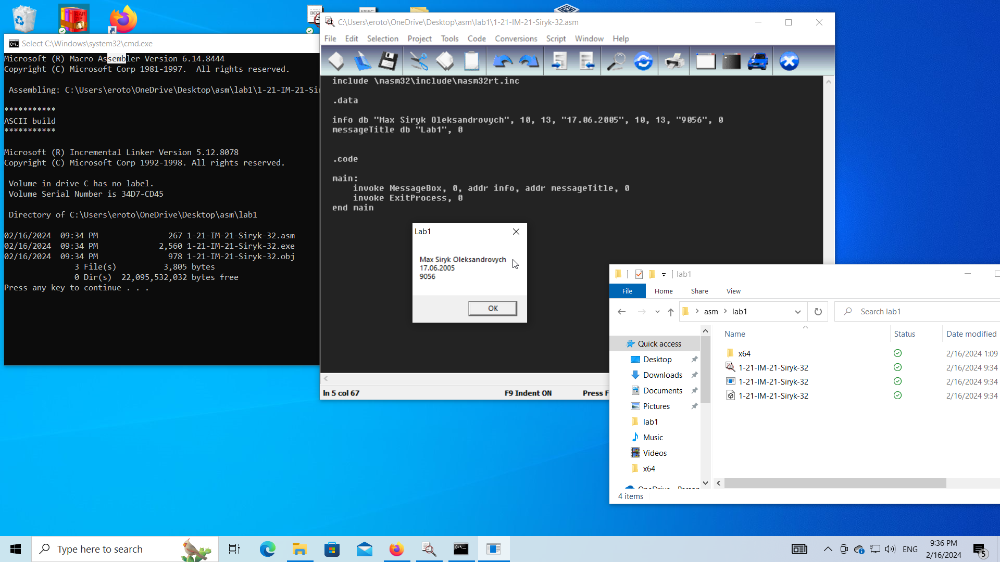 Select C:\Windows\system32\cmd.exe
Microsoft (R) Macro Assembler Version 6.14.8444
Copyright (C) Microsoft Corp 1981-1997.  All rights reserved.
Assembling: C:\Users\eroto\OneDrive\Desktop\asm\lab1\1-21-IM-21-Si
***********
ASCII build
***********
Microsoft (R) Incremental Linker Version 5.12.8078
Copyright (C) Microsoft Corp 1992-1998. All rights reserved.
Volume in drive C has no label.
Volume Serial Number is 34D7-CD45
Directory of C:\Users\eroto\OneDrive\Desktop\asm\lab1
02/16/2024  09:34 PM               267 1-21-IM-21-Siryk-32.asm
02/16/2024  09:34 PM             2,560 1-21-IM-21-Siryk-32.exe
02/16/2024  09:34 PM               978 1-21-IM-21-Siryk-32.obj
3 File(s)          3,805 bytes
0 Dir(s)  22,095,532,032 bytes free
Press any key to continue . . .
C:\Users\eroto\OneDrive\Desktop\asm\lab1\1-21-IM-21-Siryk-32.asm
File Edit Selection Project Tools Code Conversions Script Window Help
include \masm32\include\masm32rt.inc
.data
info db "Max Siryk Oleksandrovych", 10, 13, "17.06.2005", 10, 13, "9056", 0
messageTitle db "Lab1", 0
.code
main:
invoke MessageBox, 0, addr info, addr messageTitle, 0
invoke ExitProcess, 0
end main
ln 5 col 67 F9 Indent ON Press F
Lab1
Max Siryk Oleksandrovych
17.06.2005
9056
OK
lab1
File Home Share View
asm lab1 Search lab1
Name Status Date modified
Quick access
Desktop
Downloads
Documents
Pictures
lab1
Music
Videos
x64
x64 2/16/2024 1:09
1-21-IM-21-Siryk-32 2/16/2024 9:34
1-21-IM-21-Siryk-32 2/16/2024 9:34
1-21-IM-21-Siryk-32 2/16/2024 9:34
4 items
Type here to search
ENG
9:36 PM
2/16/2024
5